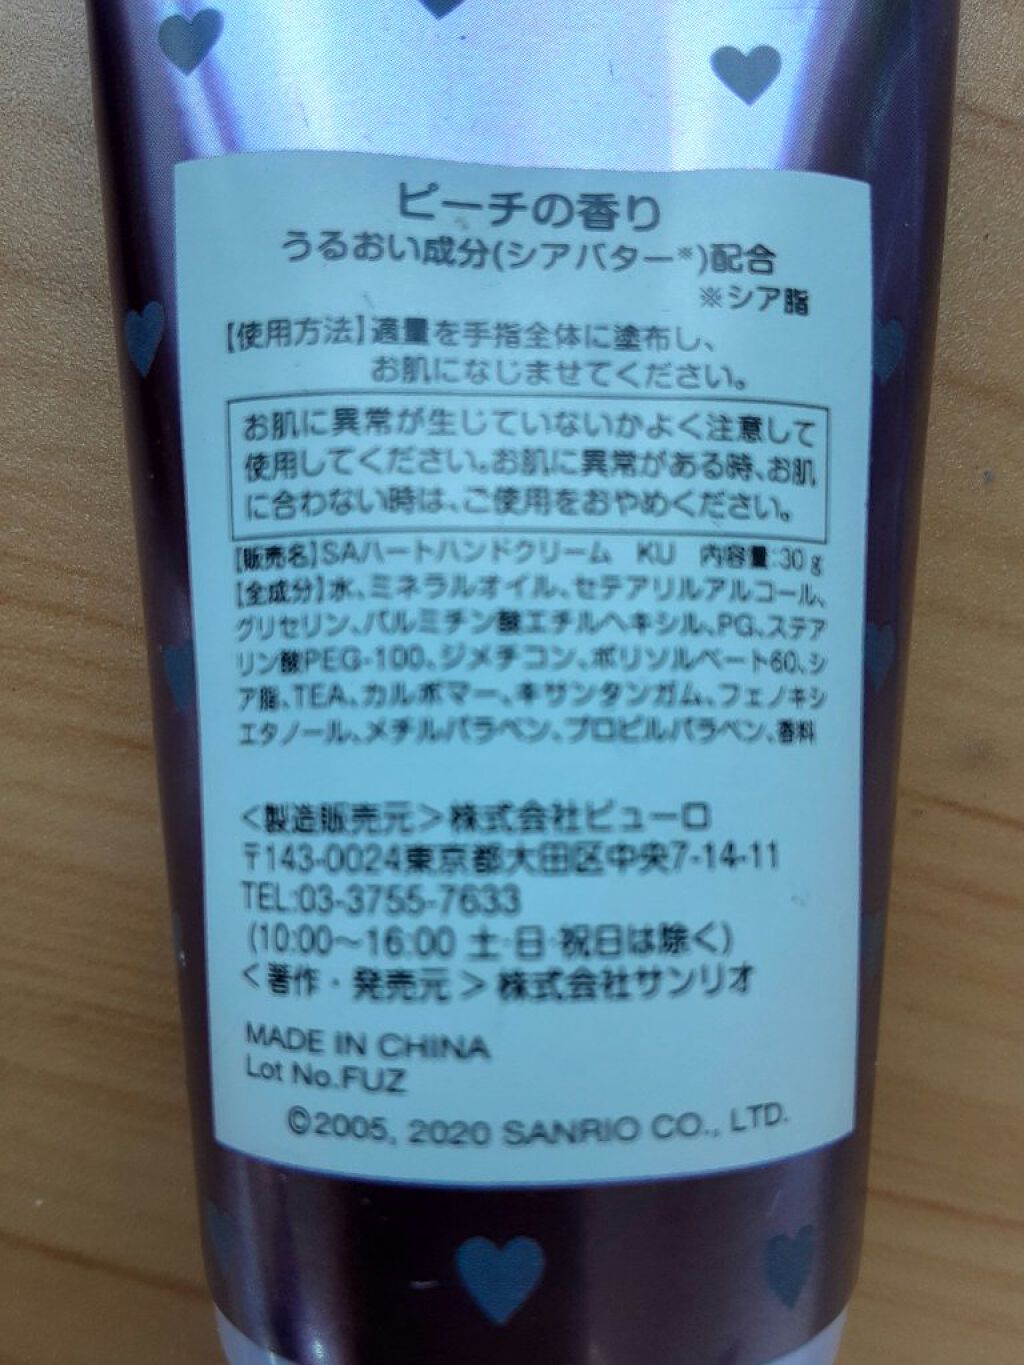 ピーチの香り
うるおい成分(シアバター※)配合
※シア脂
【使用方法】適量を手指全体に塗布し、
お肌になじませてください。
お肌に異常が生じていないかよく注意して
使用してください。お肌に異常がある時、お肌
に合わない時は、ご使用をおやめください。
【販売名】SAハートハンドクリーム KU 内容量:30g
【全成分】水、ミネラルオイル、セテアリルアルコール、
グリセリン、パルミチン酸エチルヘキシル、PG、ステア
リン酸PEG-100、ジメチコン、ポリソルベート60、シ
ア脂、TEA、カルボマー、キサンタンガム、フェノキシ
エタノール、メチルパラベン、プロピルパラベン、香料
<製造販売元>株式会社ビューロ
〒143-0024東京都大田区中央7-14-11
TEL:03-3755-7633
(10:00～16:00 土・日・祝日は除く)
<著作・発売元>株式会社サンリオ
MADE IN CHINA
Lot No.FUZ
©2005, 2020 SANRIO CO., LTD.